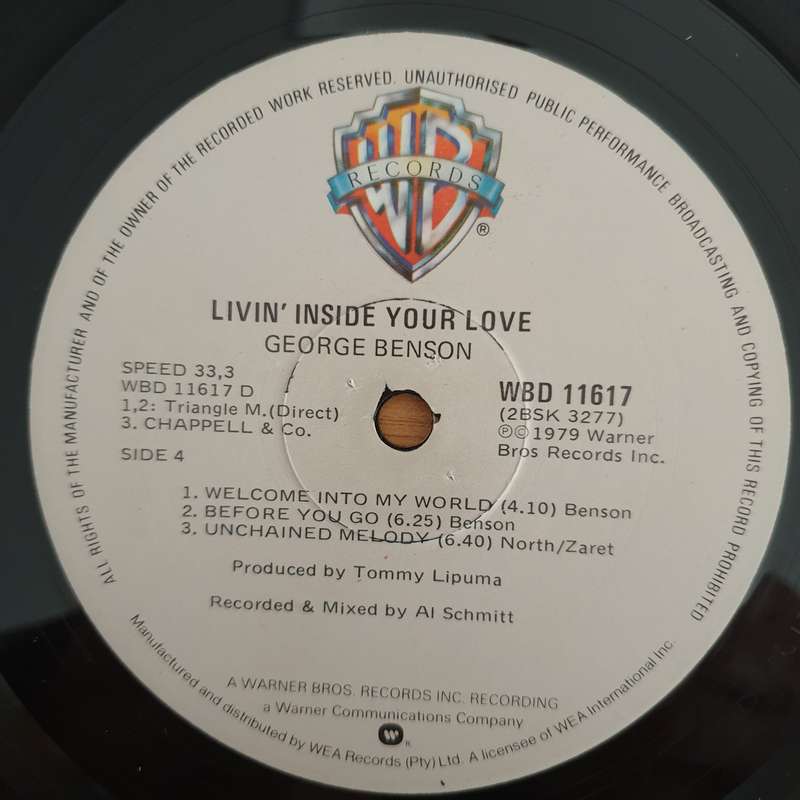 ALL RIGHTS OF THE MANUFACTURER AND OF THE OWNER OF THE RECORDED WORK RESERVED. UNAUTHORISED PUBLIC PERFORMANCE BROADCASTING AND COPYING OF THIS RECORD PROHIBITED
WB
RECORDS
®
LIVIN' INSIDE YOUR LOVE
GEORGE BENSON
SPEED 33,3
WBD 11617 D
1,2: Triangle M.(Direct)
3. CHAPPELL & Co.
SIDE 4
WBD 11617
(2BSK 3277)
℗© 1979 Warner
Bros Records Inc.
1. WELCOME INTO MY WORLD (4.10) Benson
2. BEFORE YOU GO (6.25) Benson
3. UNCHAINED MELODY (6.40) North/Zaret
Produced by Tommy Lipuma
Recorded & Mixed by Al Schmitt
A WARNER BROS. RECORDS INC. RECORDING
a Warner Communications Company
Manufactured and distributed by WEA Records (Pty) Ltd. A licensee of WEA International Inc.